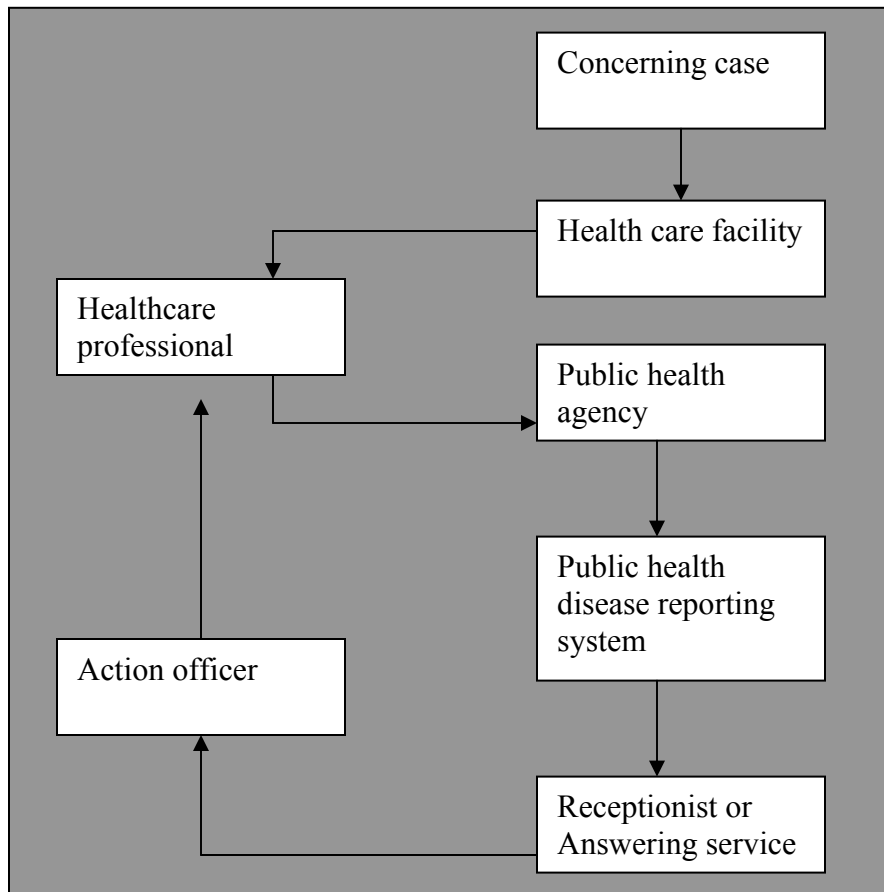 Concerning case
Health care facility
Healthcare
professional
Public health
agency
Public health
disease reporting
system
Action officer
Receptionist or
Answering service